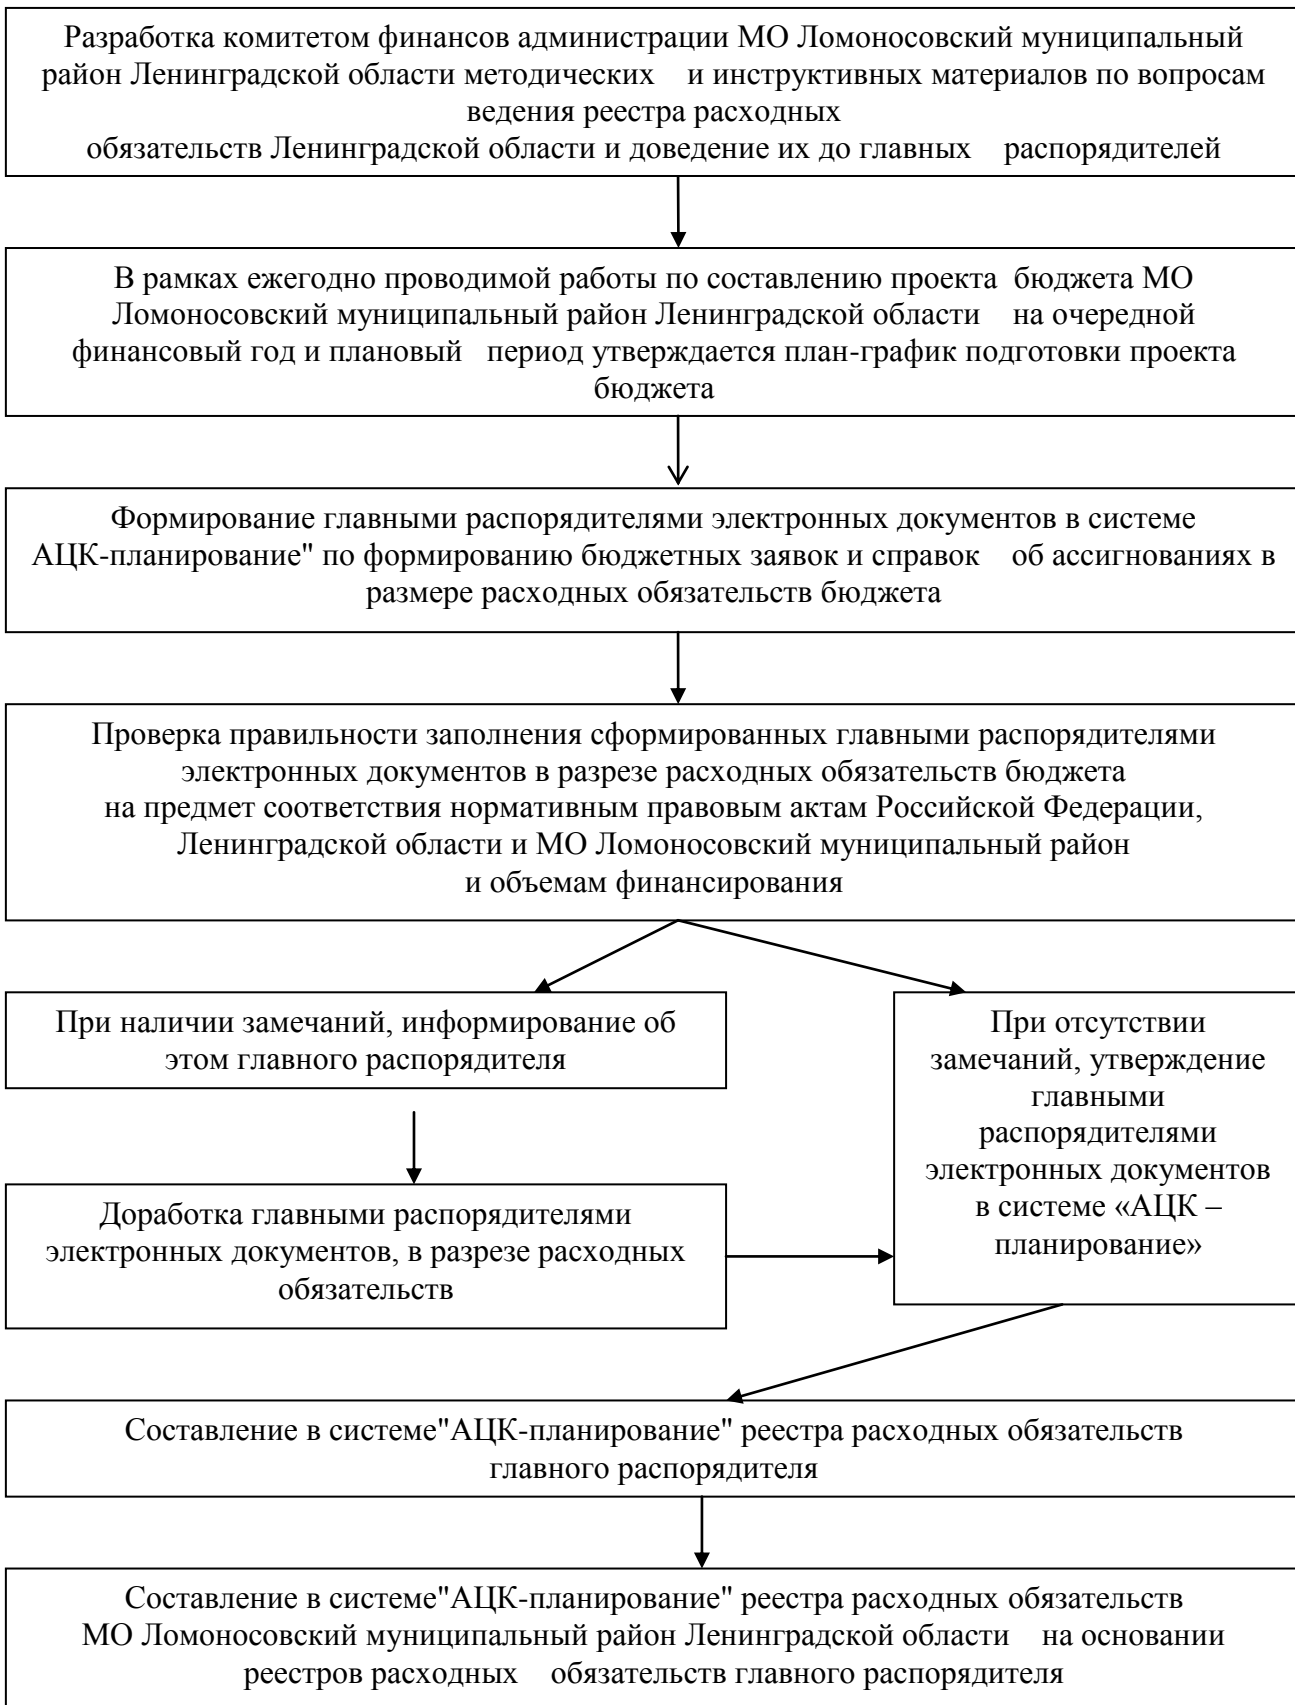 Разработка комитетом финансов администрации МО Ломоносовский муниципальный
район Ленинградской области методических и инструктивных материалов по вопросам
ведения реестра расходных
обязательств Ленинградской области и доведение их до главных распорядителей
В рамках ежегодно проводимой работы по составлению проекта бюджета МО
Ломоносовский муниципальный район Ленинградской области на очередной
финансовый год и плановый период утверждается план-график подготовки проекта
бюджета
Формирование главными распорядителями электронных документов в системе
АЦК-планирование" по формированию бюджетных заявок и справок об ассигнованиях в
размере расходных обязательств бюджета
Проверка правильности заполнения сформированных главными распорядителями
электронных документов в разрезе расходных обязательств бюджета
на предмет соответствия нормативным правовым актам Российской Федерации,
Ленинградской области и МО Ломоносовский муниципальный район
и объемам финансирования
При наличии замечаний, информирование об
этом главного распорядителя
Доработка главными распорядителями
электронных документов, в разрезе расходных
обязательств
При отсутствии
замечаний, утверждение
главными
распорядителями
электронных документов
в системе «АЦК –
планирование»
Составление в системе"АЦК-планирование" реестра расходных обязательств
главного распорядителя
Составление в системе"АЦК-планирование" реестра расходных обязательств
МО Ломоносовский муниципальный район Ленинградской области на основании
реестров расходных обязательств главного распорядителя